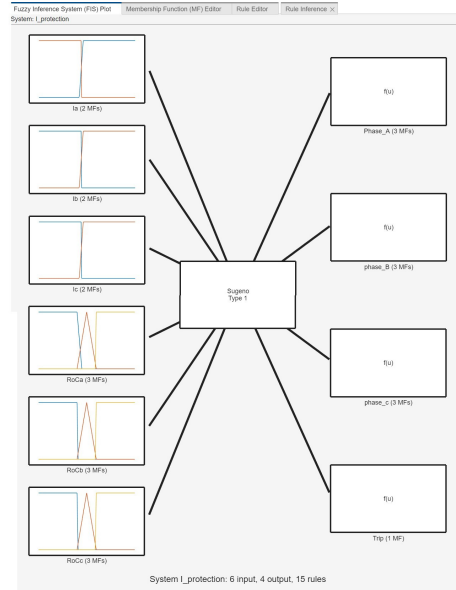 Fuzzy Inference System (FIS) Plot Membership Function (MF) Editor Rule Editor Rule Inference ×
System: I_protection
Ia (2 MFs)
Ib (2 MFs)
Ic (2 MFs)
RoCa (3 MFs)
RoCb (3 MFs)
RoCc (3 MFs)
Sugeno
Type 1
f(u)
Phase_A (3 MFs)
f(u)
phase_B (3 MFs)
f(u)
phase_c (3 MFs)
f(u)
Trip (1 MF)
System I_protection: 6 input, 4 output, 15 rules